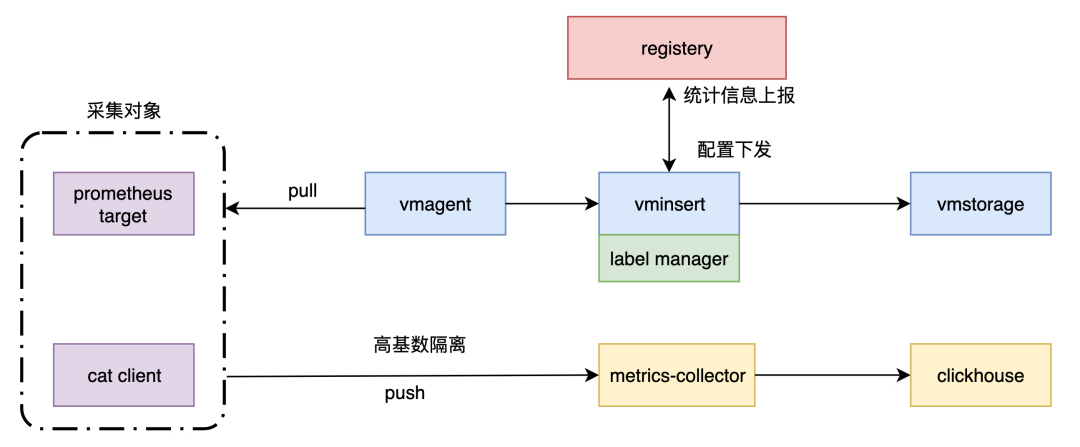 registery
统计信息上报
配置下发
采集对象
prometheus
target
pull
vmagent
vminsert
label manager
vmstorage
cat client
高基数隔离
push
metrics-collector
clickhouse